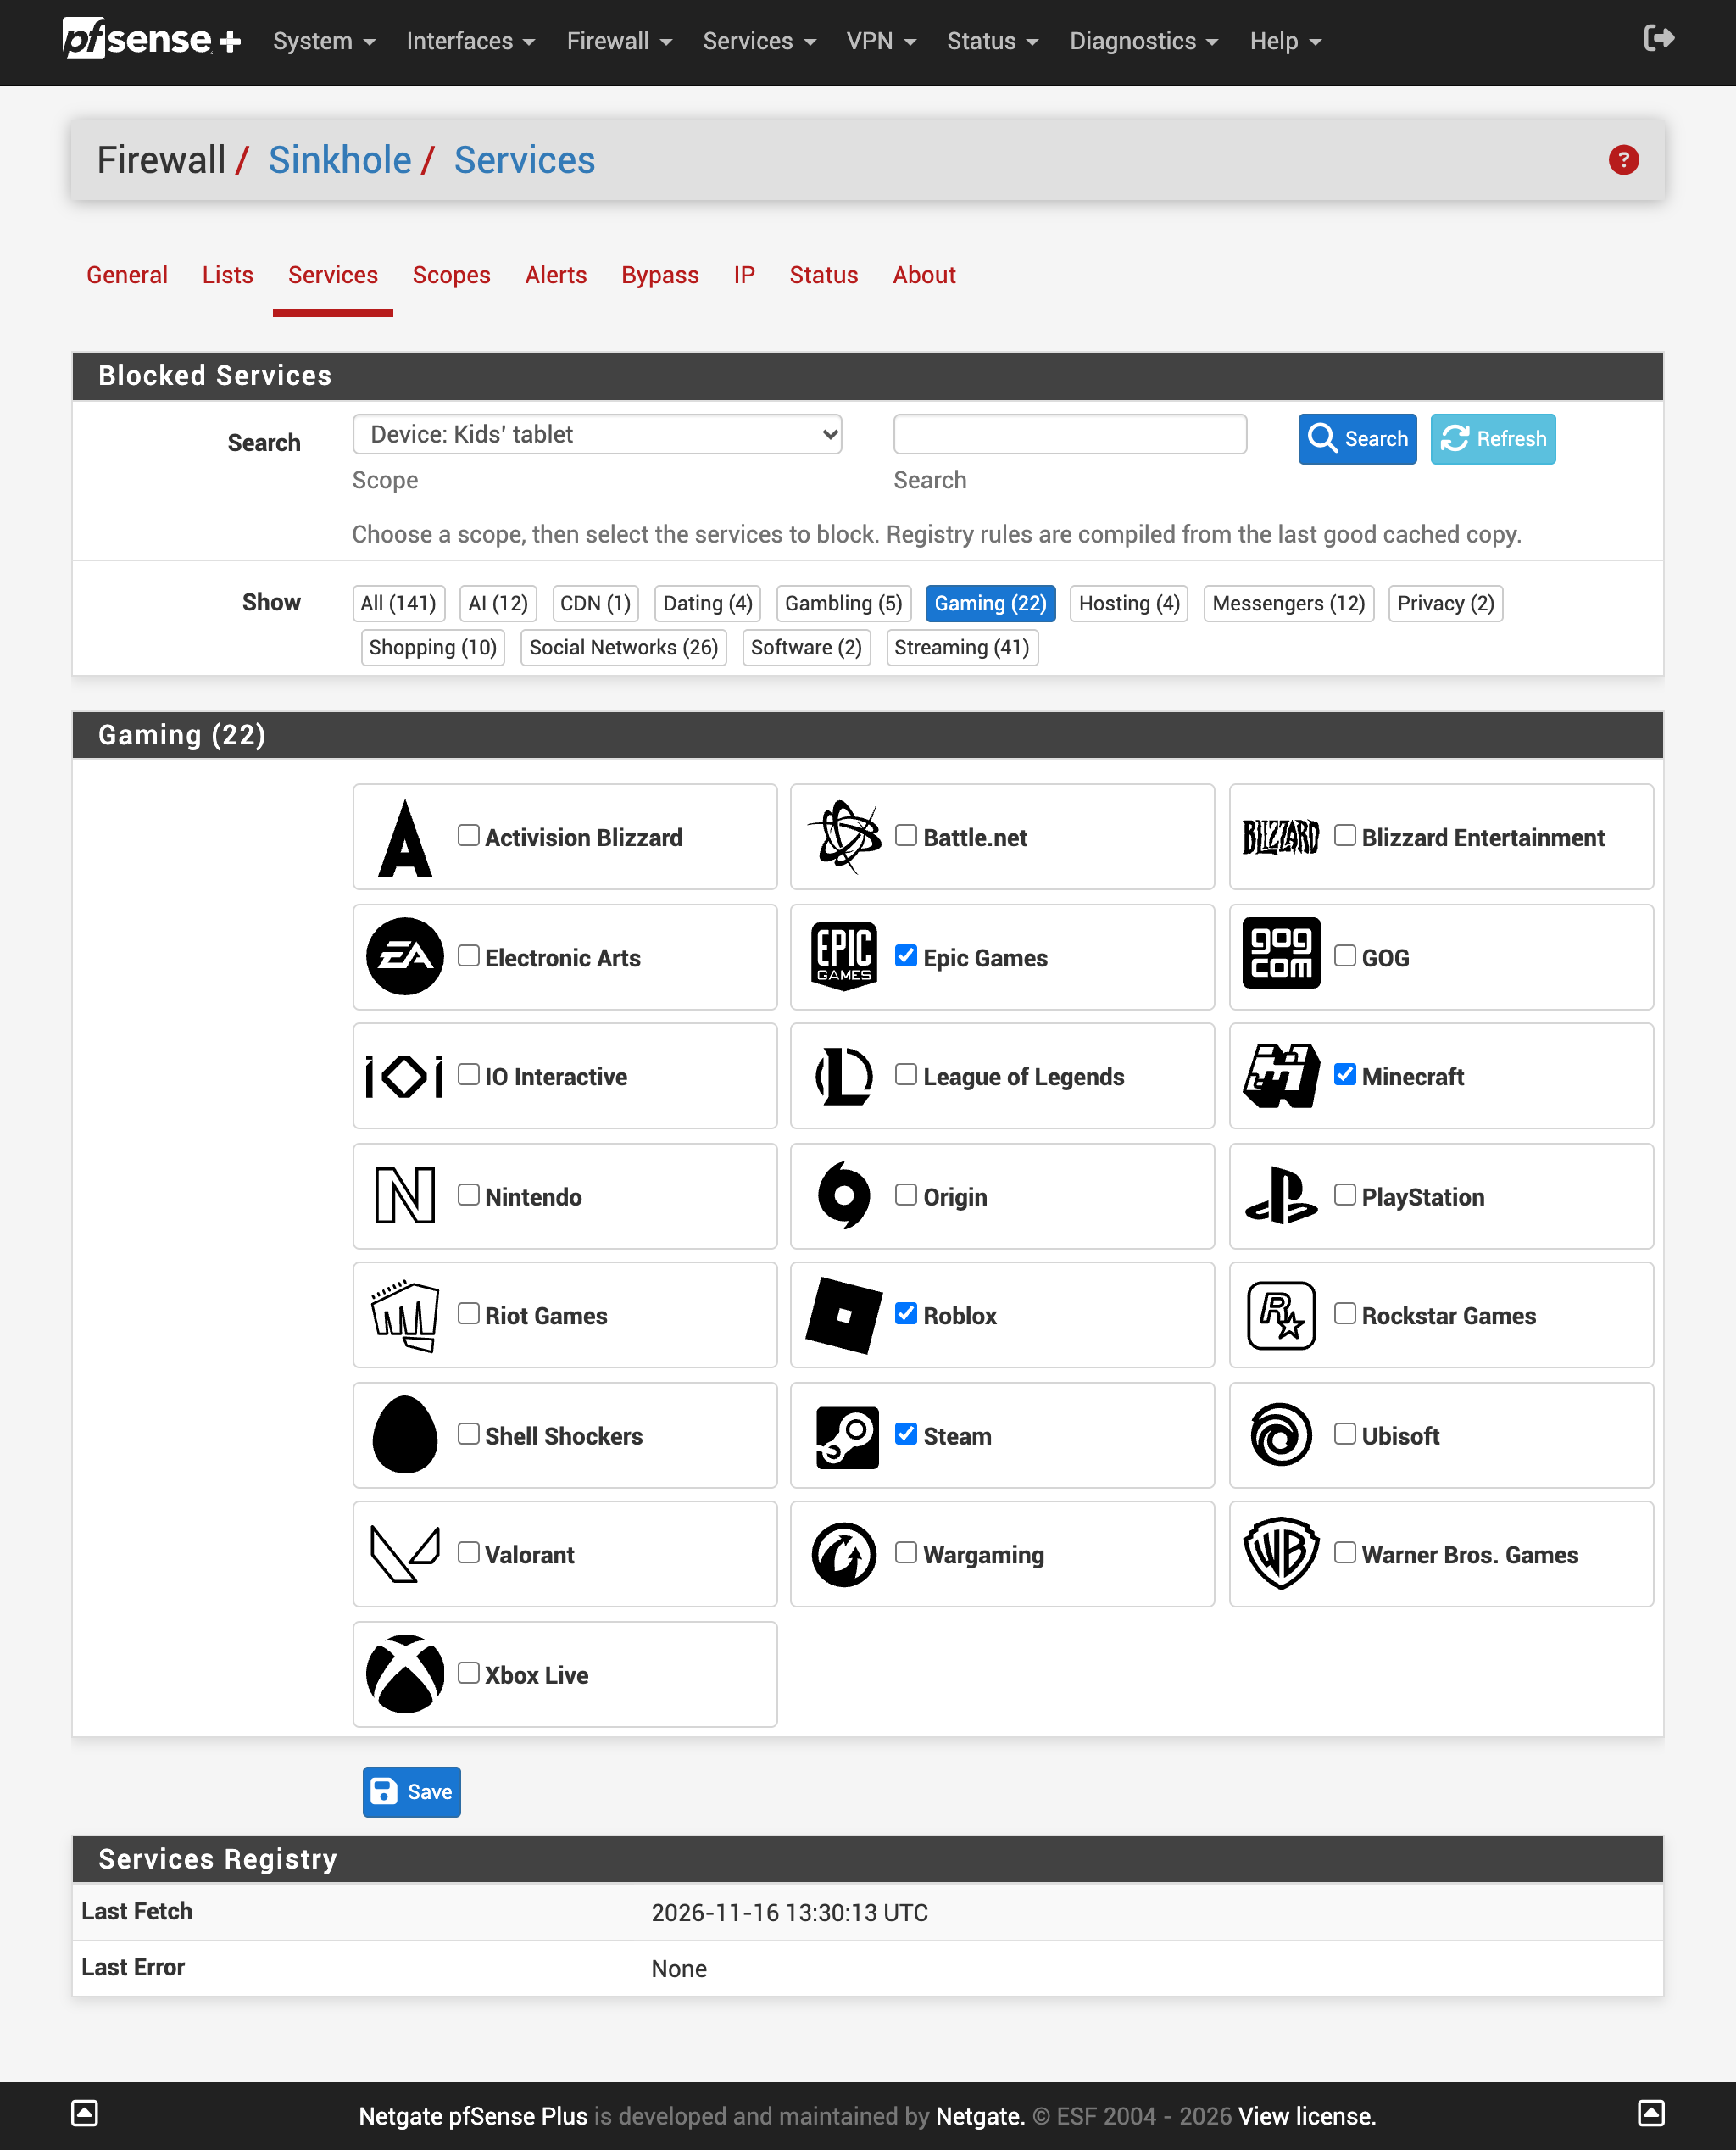 pfsense+ System Interfaces Firewall Services VPN Status Diagnostics Help
Firewall / Sinkhole / Services ?
General Lists Services Scopes Alerts Bypass IP Status About
Blocked Services
Search Device: Kids' tablet Search Refresh
Scope Search
Choose a scope, then select the services to block. Registry rules are compiled from the last good cached copy.
Show All (141) AI (12) CDN (1) Dating (4) Gambling (5) Gaming (22) Hosting (4) Messengers (12) Privacy (2)
Shopping (10) Social Networks (26) Software (2) Streaming (41)
Gaming (22)
A Activision Blizzard Battle.net BLIZZARD Blizzard Entertainment
EA Electronic Arts EPIC GAMES Epic Games gog com GOG
iOi IO Interactive L League of Legends Minecraft
N Nintendo Origin PlayStation
Riot Games Roblox R Rockstar Games
Shell Shockers Steam Ubisoft
Valorant Wargaming WB Warner Bros. Games
Xbox Live
Save
Services Registry
Last Fetch 2026-11-16 13:30:13 UTC
Last Error None
Netgate pfSense Plus is developed and maintained by Netgate. © ESF 2004 - 2026 View license.